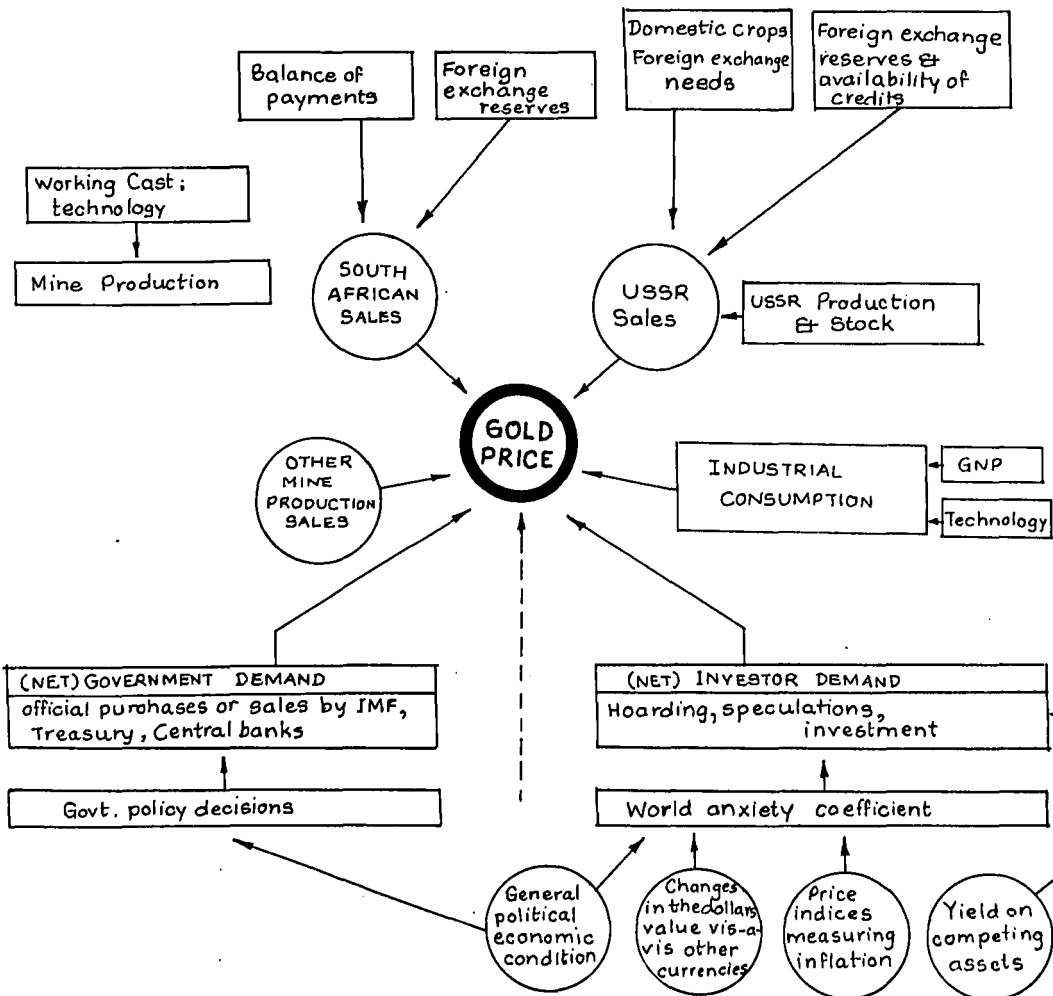 Balance of
payments
Foreign
exchange
reserves
Domestic Crops
Foreign exchange
needs
Foreign exchange
reserves &
availability of
credits
Working Cast;
technology
Mine Production
SOUTH
AFRICAN
SALES
USSR
Sales
USSR Production
& Stock
GOLD
PRICE
OTHER
MINE
PRODUCTION
SALES
INDUSTRIAL
CONSUMPTION
GNP
Technology
(NET) GOVERNMENT DEMAND
official purohases or sales by IMF,
Treasury, Central banks
Govt. policy decisions
(NET) INVESTOR DEMAND
Hoarding, speculations,
investment
World anxiety coefficient
General
political
economic
condition
Changes
in the dollars
value vis-a-
vis other
currencies
Price
indices
measuring
inflation
Yield on
competing
assets